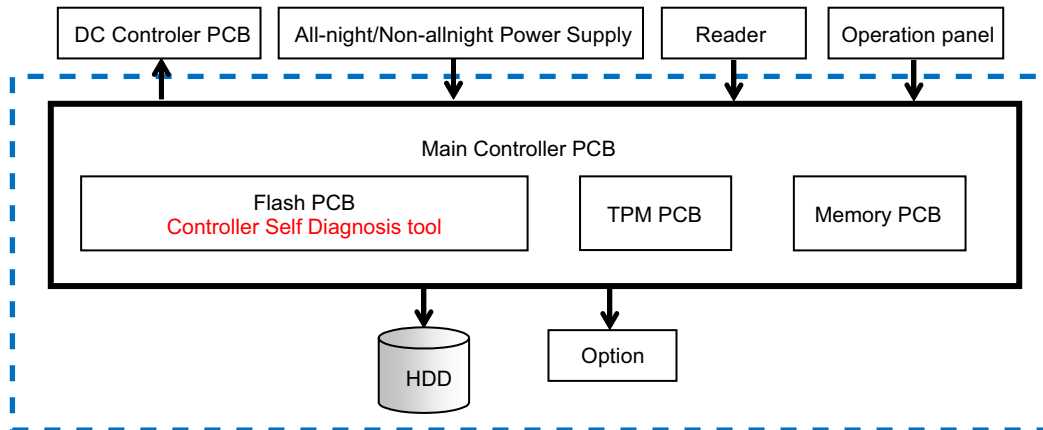 DC Controler PCB
All-night/Non-allnight Power Supply
Reader
Operation panel
Main Controller PCB
Flash PCB
Controller Self Diagnosis tool
TPM PCB
Memory PCB
HDD
Option